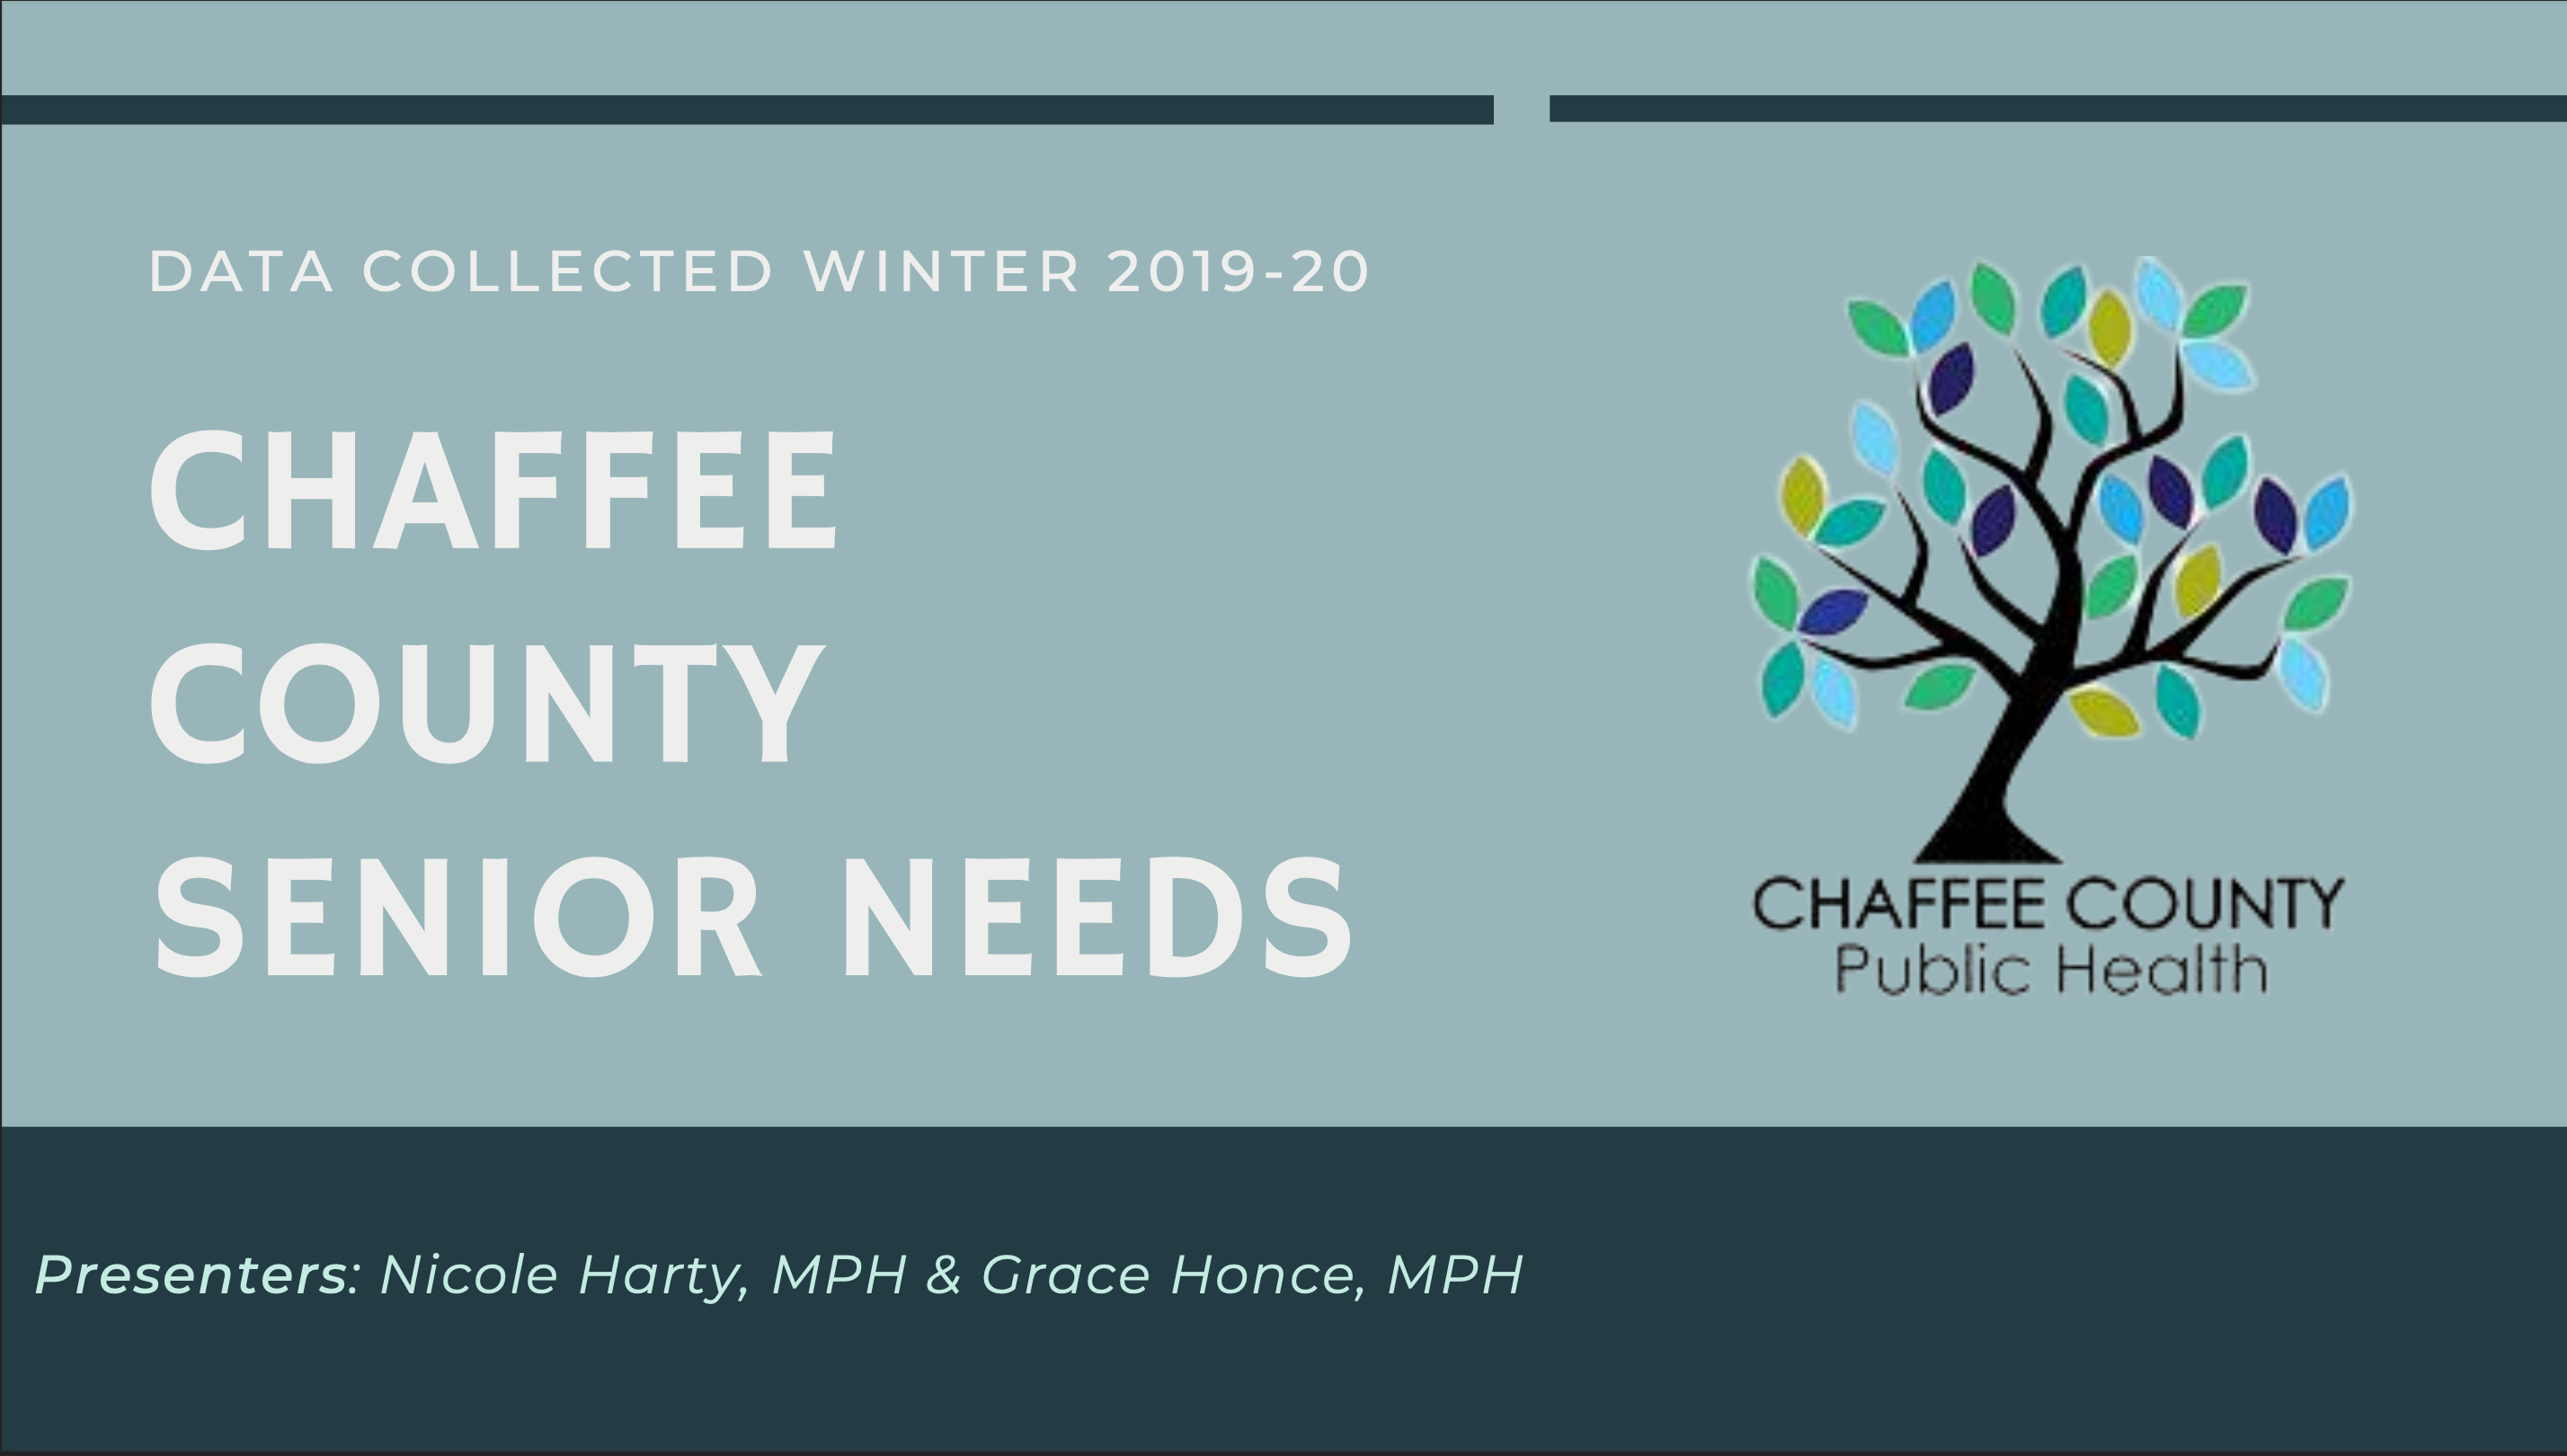 DATA COLLECTED WINTER 2019-20
CHAFFEE
COUNTY
SENIOR NEEDS
CHAFFEE COUNTY
Public Health
Presenters: Nicole Harty, MPH & Grace Honce, MPH